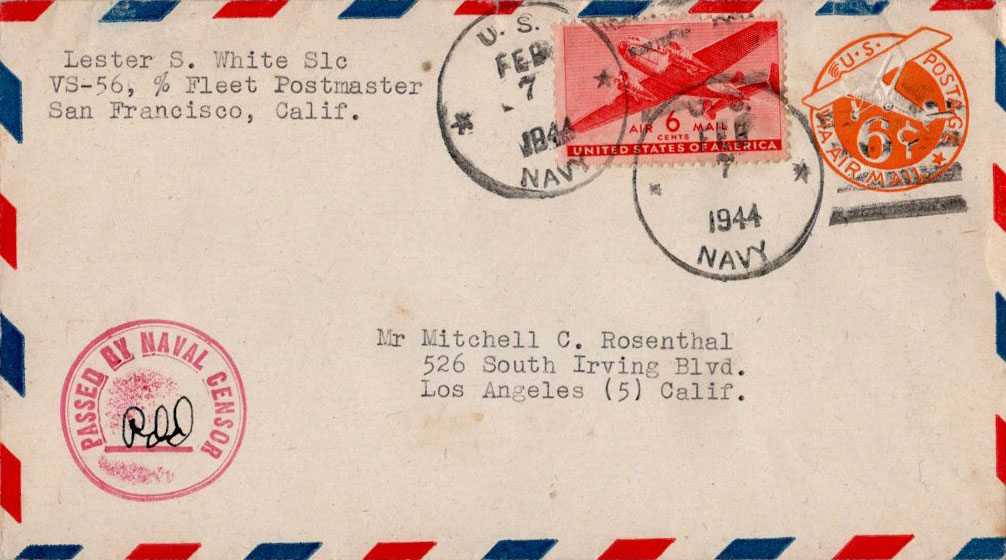 Lester S. White Slc
VS-56, % Fleet Postmaster
San Francisco, Calif.
U. S.
FEB
7
1944
NAVY
AIR 6 MAIL
CENTS
UNITED STATES OF AMERICA
U.S. POSTAGE
6¢
VIA AIR MAIL
U. S.
FEB
7
1944
NAVY
Mr Mitchell C. Rosenthal
526 South Irving Blvd.
Los Angeles (5) Calif.
PASSED BY NAVAL CENSOR